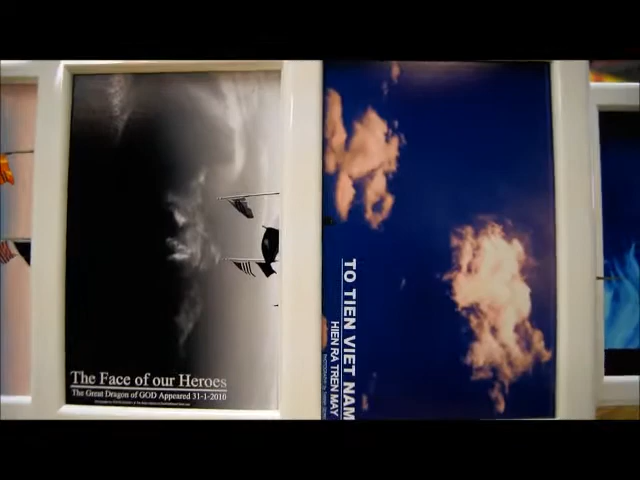 The Face of our Heroes
The Great Dragon of GOD Appeared 31-1-2010
TO TIEN VIET NAM
HIEN RA TREN MAY